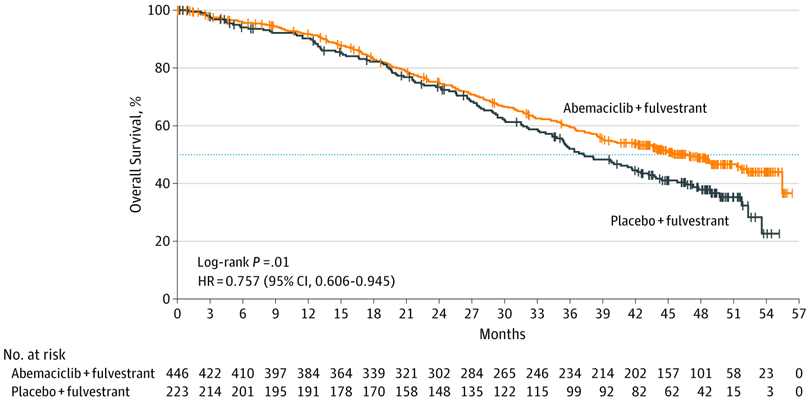 100
80
60
40
20
0
Overall Survival, %
Abemaciclib + fulvestrant
Placebo + fulvestrant
Log-rank P = .01
HR = 0.757 (95% CI, 0.606-0.945)
0 3 6 9 12 15 18 21 24 27 30 33 36 39 42 45 48 51 54 57
Months
No. at risk
Abemaciclib + fulvestrant 446 422 410 397 384 364 339 321 302 284 265 246 234 214 202 157 101 58 23 0
Placebo + fulvestrant 223 214 201 195 191 178 170 158 148 135 122 115 99 92 82 62 42 15 3 0